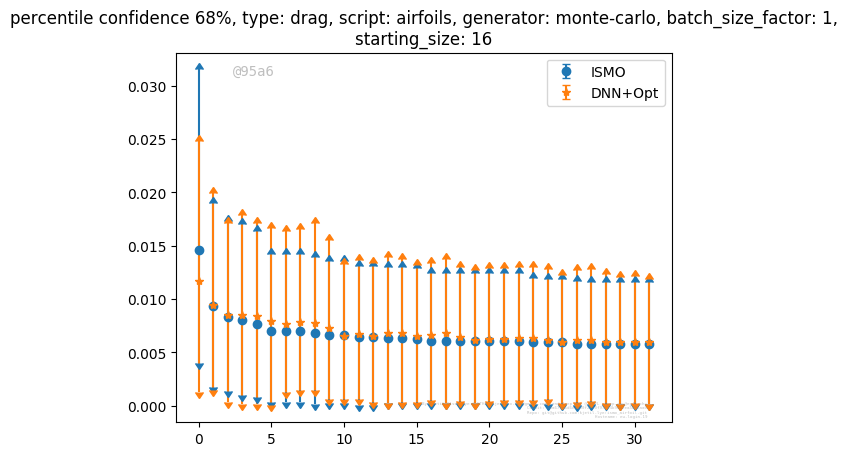 percentile confidence 68%, type: drag, script: airfoils, generator: monte-carlo, batch_size_factor: 1,
starting_size: 16
@95a6
ISMO
DNN+Opt
0.030
0.025
0.020
0.015
0.010
0.005
0.000
0 5 10 15 20 25 30